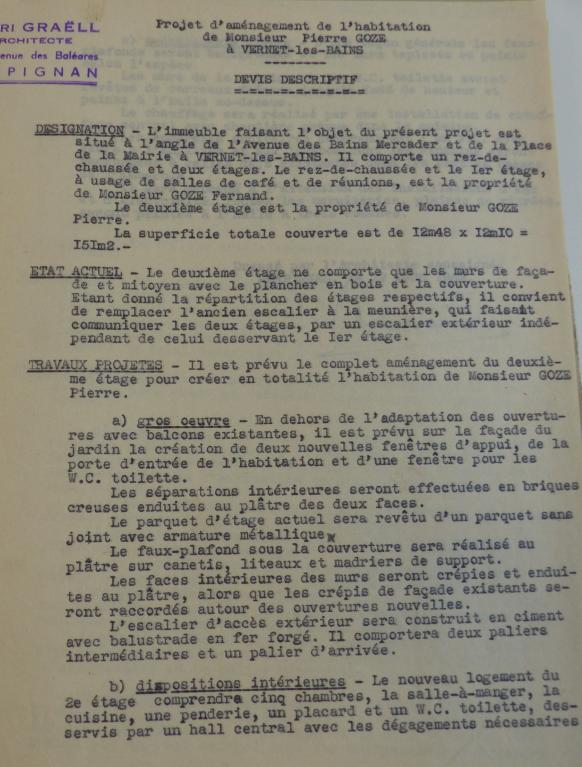 RI GRAËLL
RCHITECTE
enue des Baléares
PIGNAN
Projet d'aménagement de l'habitation
de Monsieur Pierre GOZE
à VERNET-les-BAINS
---------
DEVIS DESCRIPTIF
=-=-=-=-=-=-=-=-=
DESIGNATION - L'immeuble faisant l'objet du présent projet est
situé à l'angle de l'Avenue des Bains Mercader et de la Place
de la Mairie à VERNET-les-BAINS. Il comporte un rez-de-
chaussée et deux étages. Le rez-de-chaussée et le Ier étage,
à usage de salles de café et de réunions, est la propriété
de Monsieur GOZE Fernand.
Le deuxième étage est la propriété de Monsieur GOZE
Pierre.
La superficie totale couverte est de I2m48 x I2mI0 =
I5Im2.-
ETAT ACTUEL - Le deuxième étage ne comporte que les murs de faça-
de et mitoyen avec le plancher en bois et la couverture.
Etant donné la répartition des étages respectifs, il convient
de remplacer l'ancien escalier à la meunière, qui faisait
communiquer les deux étages, par un escalier extérieur indé-
pendant de celui desservant le Ier étage.
TRAVAUX PROJETES - Il est prévu le complet aménagement du deuxiè-
me étage pour créer en totalité l'habitation de Monsieur GOZE
Pierre.
a) gros oeuvre - En dehors de l'adaptation des ouvertu-
res avec balcons existantes, il est prévu sur la façade du
jardin la création de deux nouvelles fenêtres d'appui, de la
porte d'entrée de l'habitation et d'une fenêtre pour les
W.C. toilette.
Les séparations intérieures seront effectuées en briques
creuses enduites au plâtre des deux faces.
Le parquet d'étage actuel sera revêtu d'un parquet sans
joint avec armature métallique
Le faux-plafond sous la couverture sera réalisé au
plâtre sur canetis, liteaux et madriers de support.
Les faces intérieures des murs seront crépies et endui-
tes au plâtre, alors que les crépis de façade existants se-
ront raccordés autour des ouvertures nouvelles.
L'escalier d'accès extérieur sera construit en ciment
avec balustrade en fer forgé. Il comportera deux paliers
intermédiaires et un palier d'arrivée.
b) dispositions intérieures - Le nouveau logement du
2e étage comprendra cinq chambres, la salle-à-manger, la
cuisine, une penderie, un placard et un W.C. toilette, des-
servis par un hall central avec les dégagements nécessaires